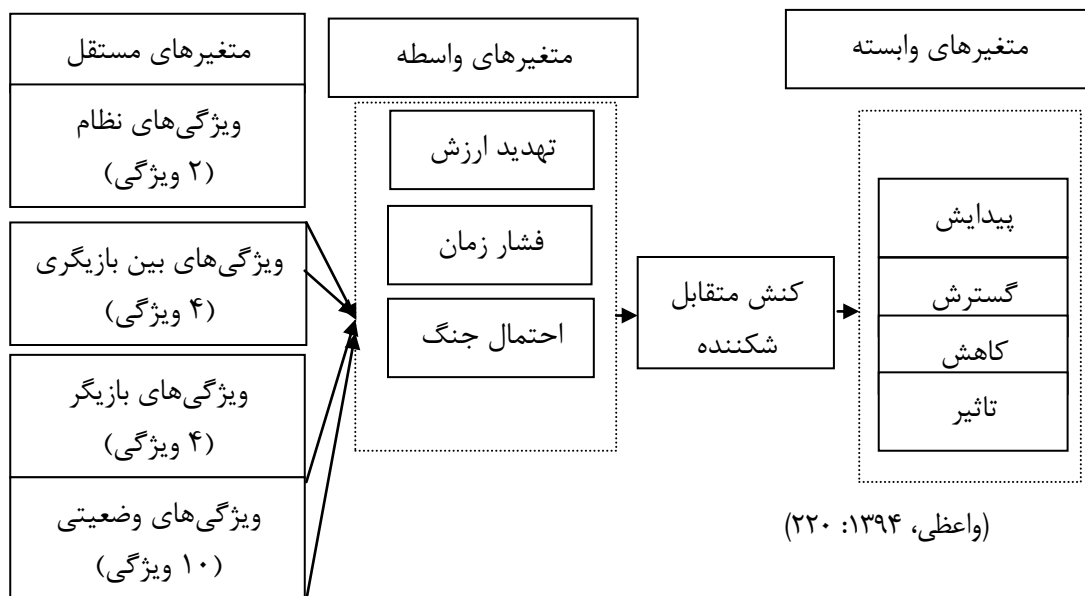 متغیرهای مستقل
ویژگی‌های نظام
(۲ ویژگی)
ویژگی‌های بین بازیگری
(۴ ویژگی)
ویژگی‌های بازیگر
(۴ ویژگی)
ویژگی‌های وضعیتی
(۱۰ ویژگی)
متغیرهای واسطه
تهدید ارزش
فشار زمان
احتمال جنگ
کنش متقابل
شکننده
متغیرهای وابسته
پیدایش
گسترش
کاهش
تاثیر
(واعظی، ۱۳۹۴: ۲۲۰)